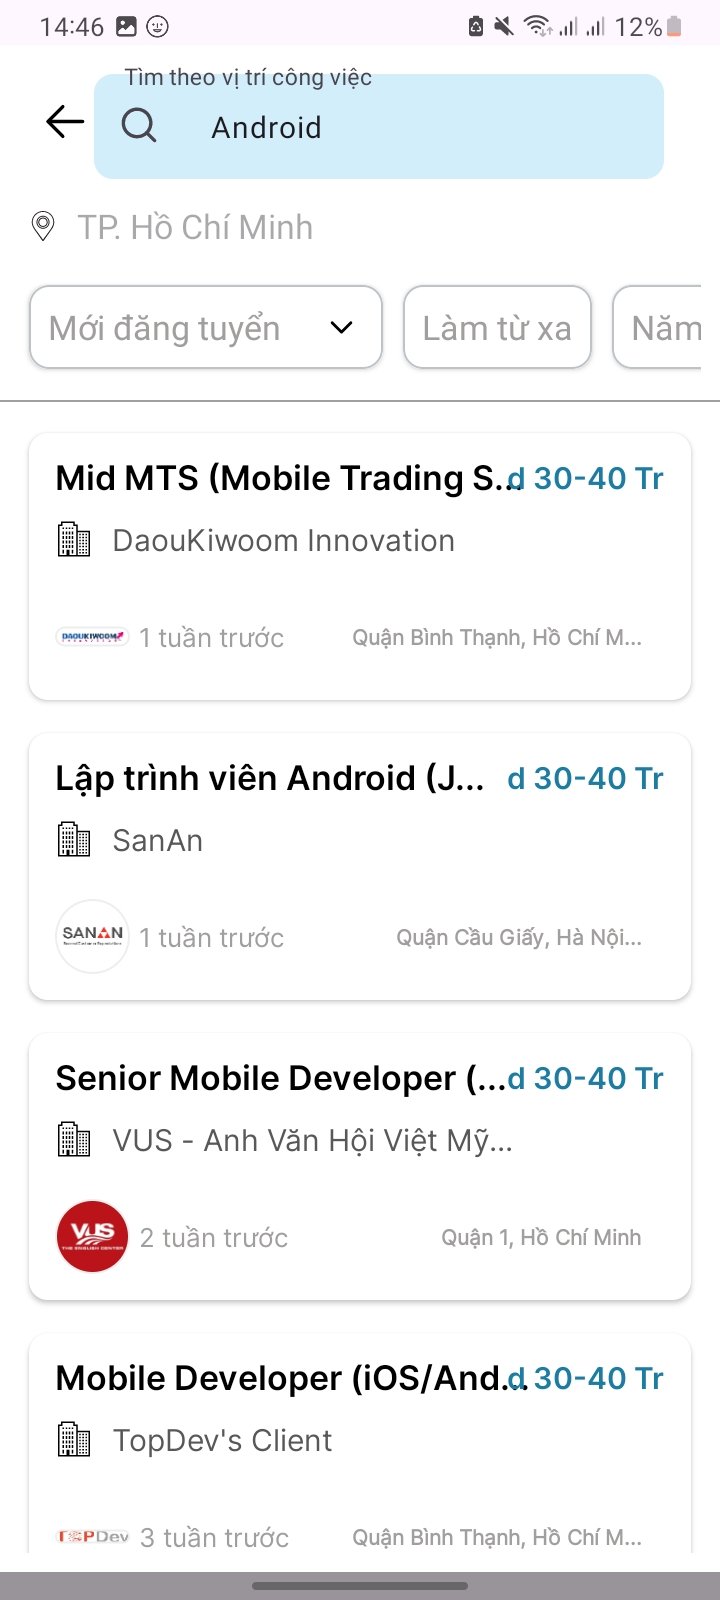 14:46 12%
Tìm theo vị trí công việc
Android
TP. Hồ Chí Minh
Mới đăng tuyển Làm từ xa Năm
Mid MTS (Mobile Trading S... d 30-40 Tr
DaouKiwoom Innovation
DAOUKIWOOM 1 tuần trước Quận Bình Thạnh, Hồ Chí M...
Lập trình viên Android (J... d 30-40 Tr
SanAn
SANAN 1 tuần trước Quận Cầu Giấy, Hà Nội...
Senior Mobile Developer (... d 30-40 Tr
VUS - Anh Văn Hội Việt Mỹ...
VUS
THE ENGLISH CENTER
2 tuần trước Quận 1, Hồ Chí Minh
Mobile Developer (iOS/And... d 30-40 Tr
TopDev's Client
TOPDev 3 tuần trước Quận Bình Thạnh, Hồ Chí M...